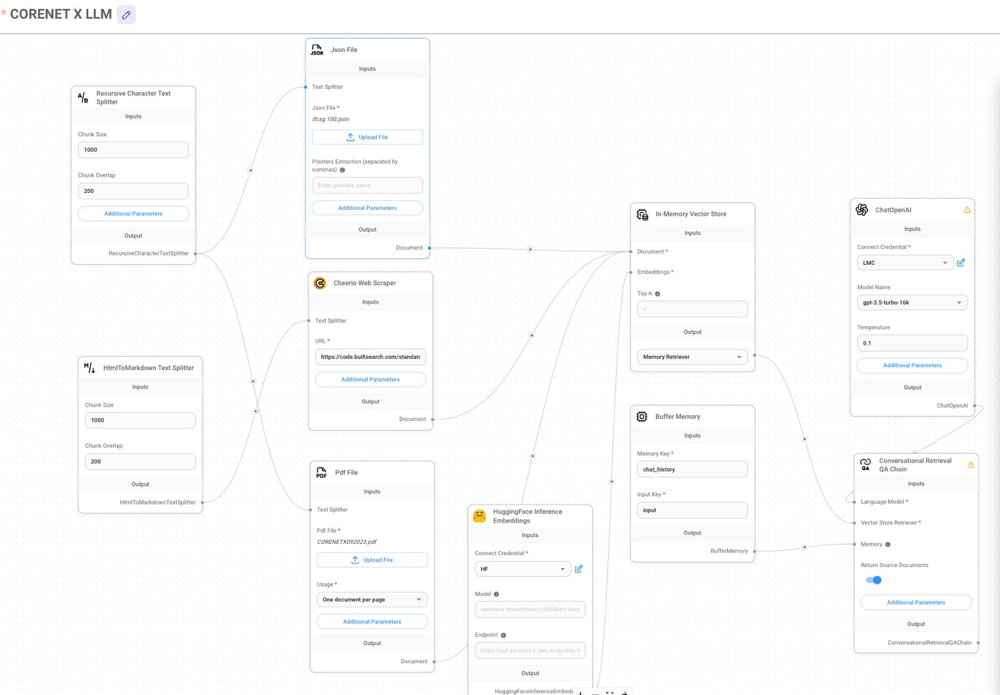 * CORENET X LLM
JSON
Json File
Inputs
Text Splitter
Json File *
ifcsg 100.json
Upload File
Pointers Extraction (separated by
commas)
Enter pointers name
Additional Parameters
Output
Document
A/B
Recursive Character Text
Splitter
Inputs
Chunk Size
1000
Chunk Overlap
200
Additional Parameters
Output
RecursiveCharacterTextSplitter
Cheerio Web Scraper
Inputs
Text Splitter
URL *
https://code.builtsearch.com/standarc
Additional Parameters
Output
Document
M/↓
HtmlToMarkdown Text Splitter
Inputs
Chunk Size
1000
Chunk Overlap
200
Output
HtmlToMarkdownTextSplitter
PDF
Pdf File
Inputs
Text Splitter
Pdf File *
CORENETX092023.pdf
Upload File
Usage *
One document per page
Additional Parameters
Output
Document
HuggingFace Inference
Embeddings
Inputs
Connect Credential *
HF
Model
sentence-transformers/distilbert-base
Endpoint
https://xyz.eu-west-1.aws.endpoints.h
Output
HuggingFaceInferenceEmbedd
In-Memory Vector Store
Inputs
Document *
Embeddings *
Top K
4
Output
Memory Retriever
Buffer Memory
Inputs
Memory Key *
chat_history
Input Key *
input
Output
BufferMemory
ChatOpenAI
Inputs
Connect Credential *
LMC
Model Name
gpt-3.5-turbo-16k
Temperature
0.1
Additional Parameters
Output
ChatOpenAI
QA
Conversational Retrieval
QA Chain
Inputs
Language Model *
Vector Store Retriever *
Memory
Return Source Documents
Additional Parameters
Output
ConversationalRetrievalQAChain